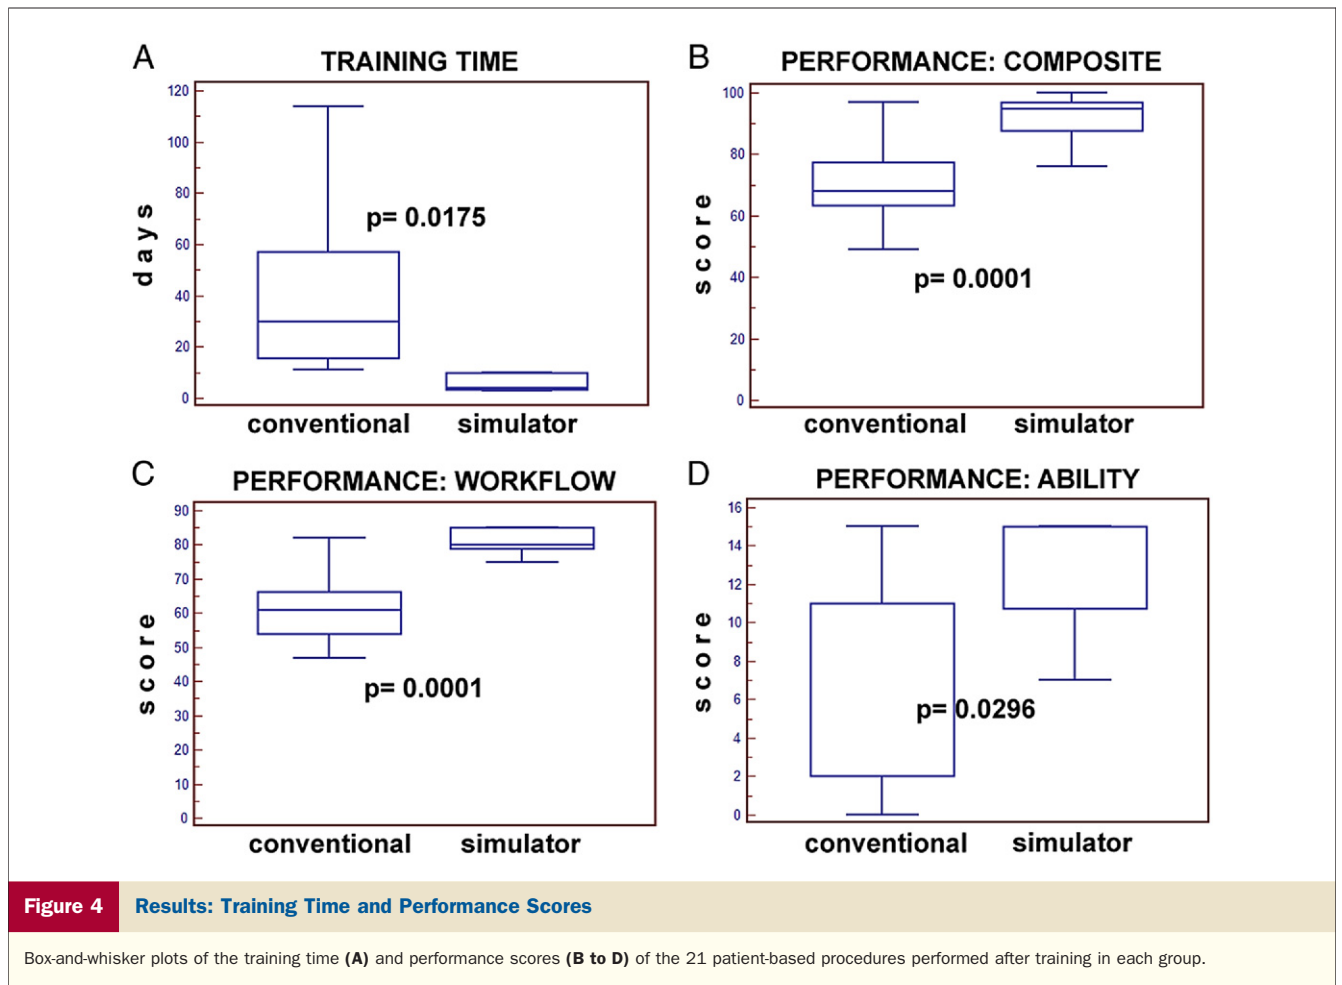 A
TRAINING TIME
120
100
80
60
40
20
0
days
p= 0.0175
conventional
simulator
B
PERFORMANCE: COMPOSITE
100
80
60
40
20
0
score
p= 0.0001
conventional
simulator
C
PERFORMANCE: WORKFLOW
90
80
70
60
50
40
30
20
10
0
score
p= 0.0001
conventional
simulator
D
PERFORMANCE: ABILITY
16
14
12
10
8
6
4
2
0
score
p= 0.0296
conventional
simulator
Figure 4
Results: Training Time and Performance Scores
Box-and-whisker plots of the training time (A) and performance scores (B to D) of the 21 patient-based procedures performed after training in each group.